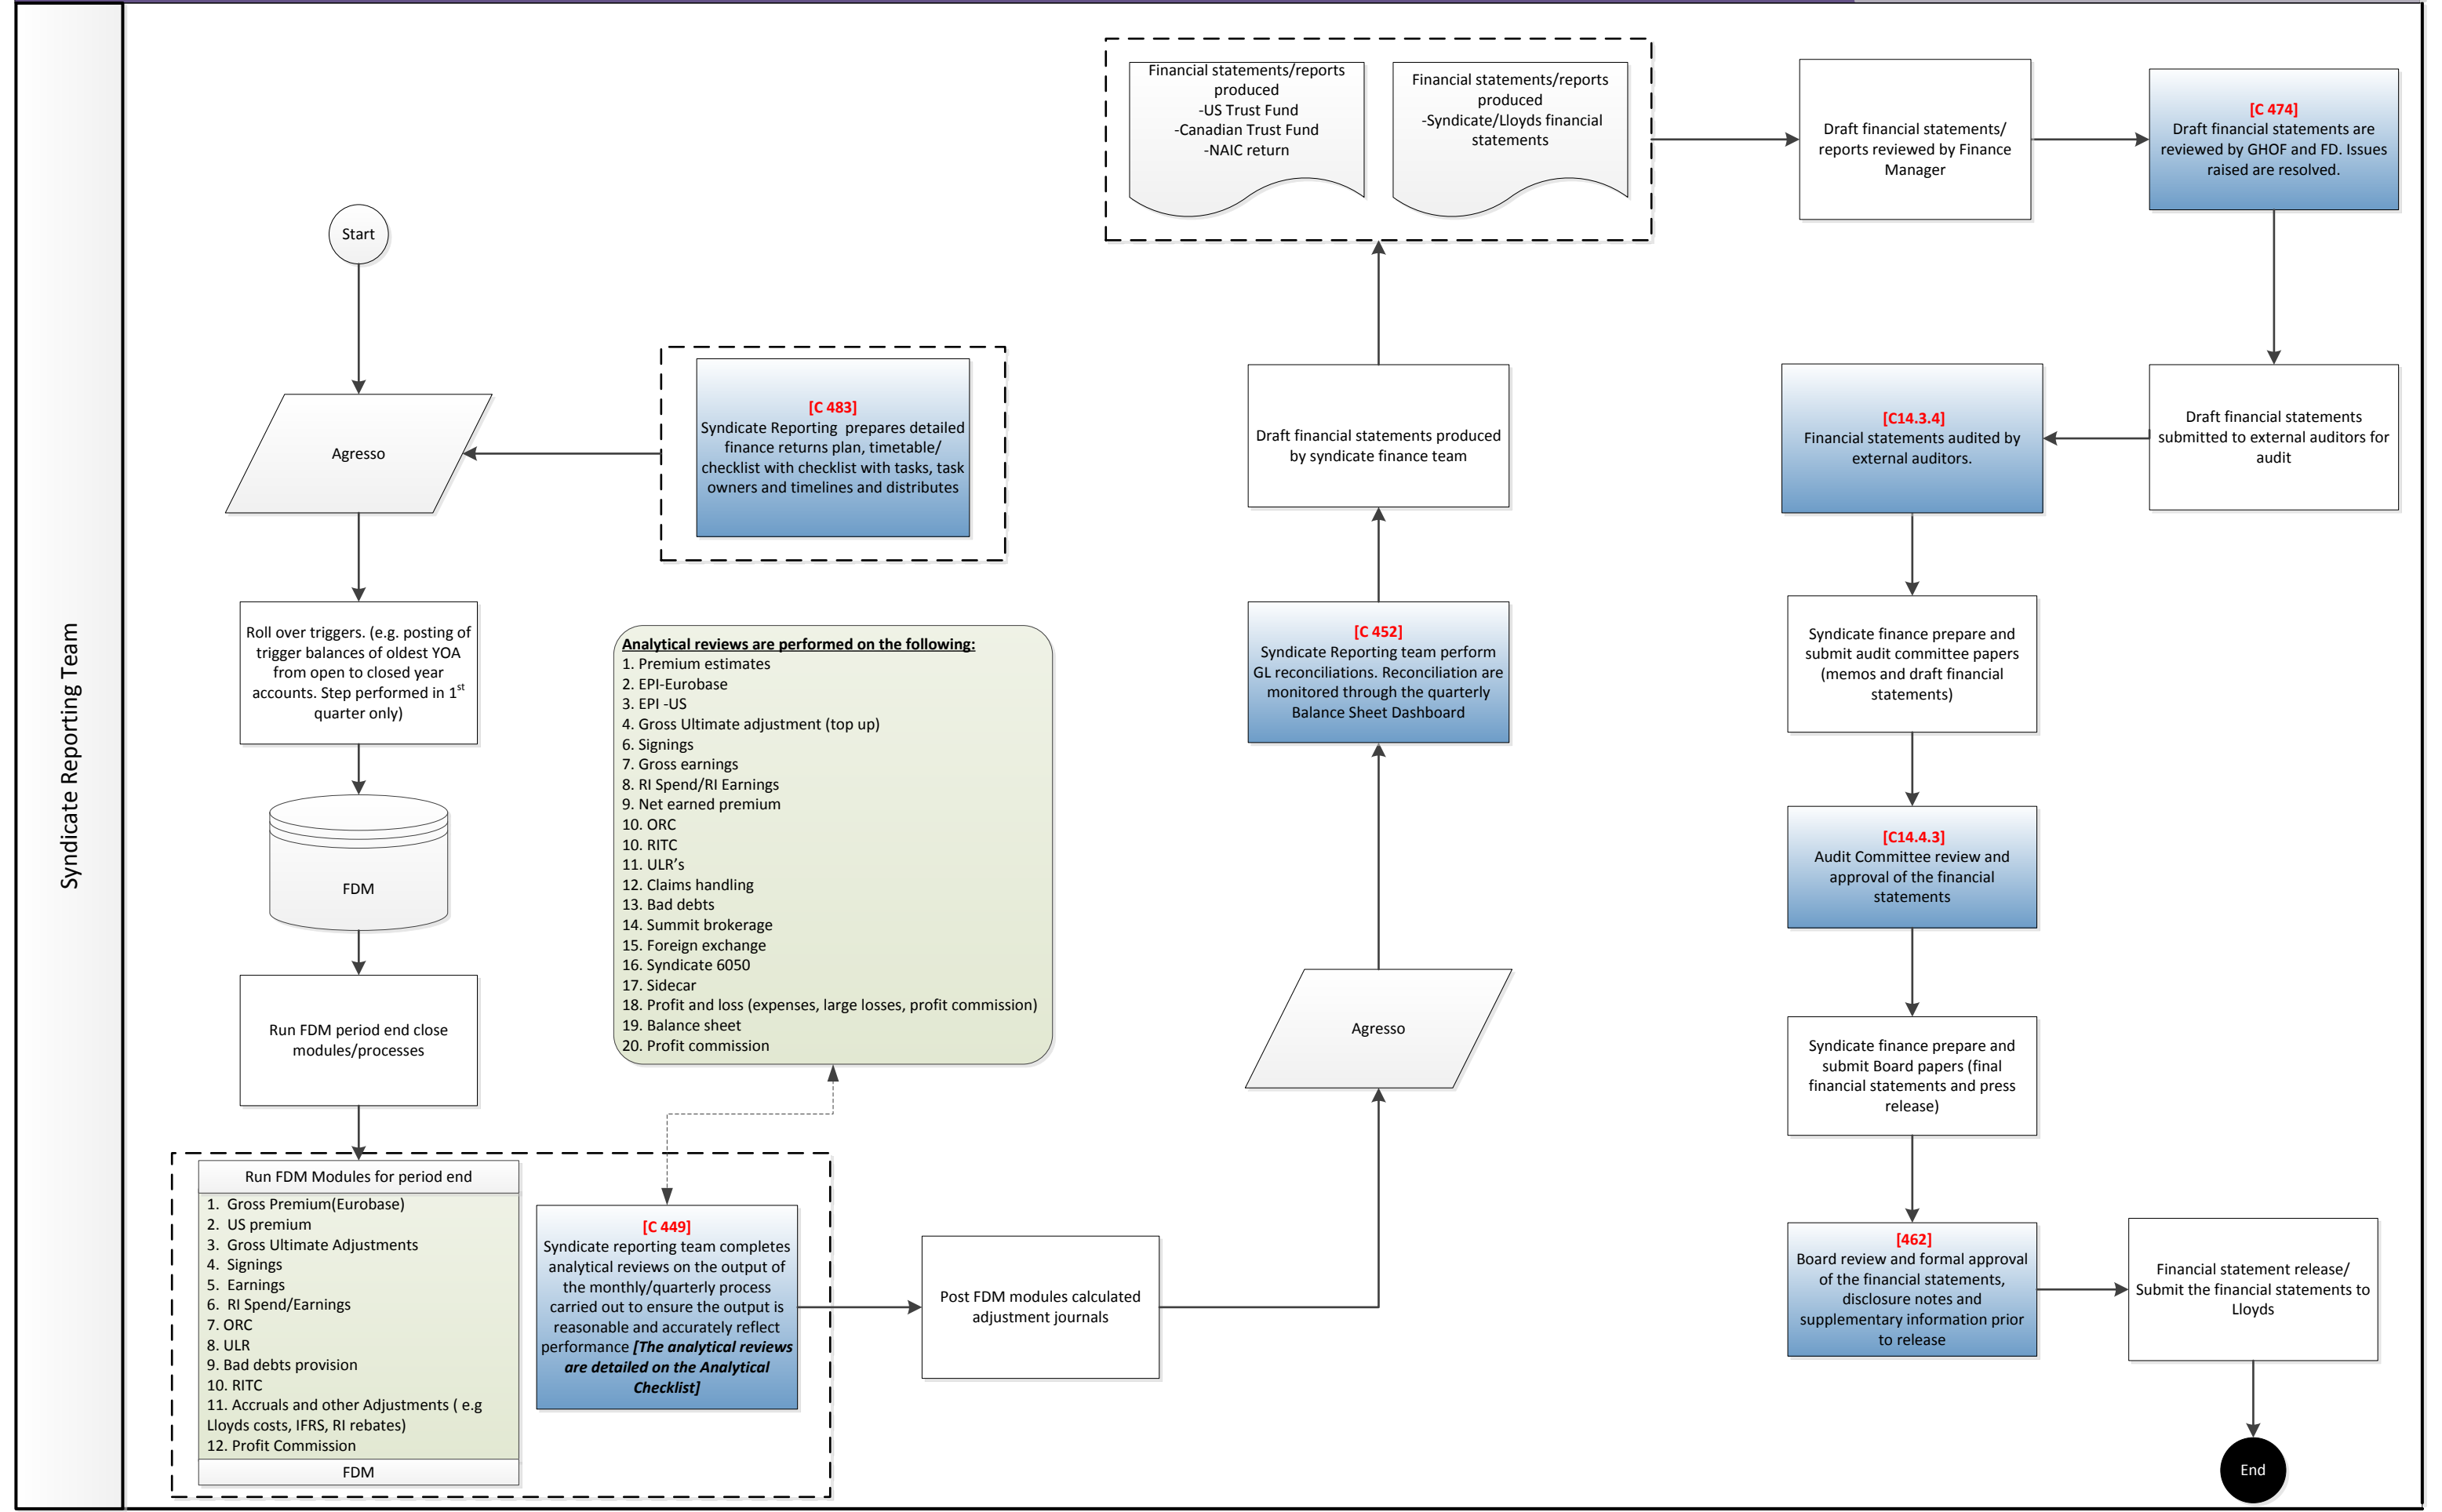 Syndicate Reporting Team
Start
Agresso
[C 483]
Syndicate Reporting  prepares detailed
finance returns plan, timetable/
checklist with checklist with tasks, task
owners and timelines and distributes
Roll over triggers. (e.g. posting of
trigger balances of oldest YOA
from open to closed year
accounts. Step performed in 1st
quarter only)
FDM
Run FDM period end close
modules/processes
Run FDM Modules for period end
1.  Gross Premium(Eurobase)
2.  US premium
3.  Gross Ultimate Adjustments
4.  Signings
5.  Earnings
6.  RI Spend/Earnings
7. ORC
8. ULR
9. Bad debts provision
10. RITC
11. Accruals and other Adjustments ( e.g
Lloyds costs, IFRS, RI rebates)
12. Profit Commission
FDM
Analytical reviews are performed on the following:
1. Premium estimates
2. EPI-Eurobase
3. EPI -US
4. Gross Ultimate adjustment (top up)
6. Signings
7. Gross earnings
8. RI Spend/RI Earnings
9. Net earned premium
10. ORC
10. RITC
11. ULR’s
12. Claims handling
13. Bad debts
14. Summit brokerage
15. Foreign exchange
16. Syndicate 6050
17. Sidecar
18. Profit and loss (expenses, large losses, profit commission)
19. Balance sheet
20. Profit commission
[C 449]
Syndicate reporting team completes
analytical reviews on the output of
the monthly/quarterly process
carried out to ensure the output is
reasonable and accurately reflect
performance [The analytical reviews
are detailed on the Analytical
Checklist]
Post FDM modules calculated
adjustment journals
Agresso
[C 452]
Syndicate Reporting team perform
GL reconciliations. Reconciliation are
monitored through the quarterly
Balance Sheet Dashboard
Draft financial statements produced
by syndicate finance team
Financial statements/reports
produced
-US Trust Fund
-Canadian Trust Fund
-NAIC return
Financial statements/reports
produced
-Syndicate/Lloyds financial
statements
Draft financial statements/
reports reviewed by Finance
Manager
[C 474]
Draft financial statements are
reviewed by GHOF and FD. Issues
raised are resolved.
Draft financial statements
submitted to external auditors for
audit
[C14.3.4]
Financial statements audited by
external auditors.
Syndicate finance prepare and
submit audit committee papers
(memos and draft financial
statements)
[C14.4.3]
Audit Committee review and
approval of the financial
statements
Syndicate finance prepare and
submit Board papers (final
financial statements and press
release)
[462]
Board review and formal approval
of the financial statements,
disclosure notes and
supplementary information prior
to release
Financial statement release/
Submit the financial statements to
Lloyds
End